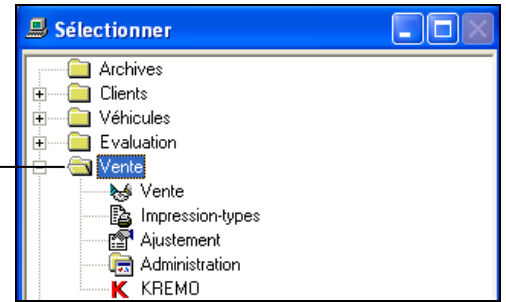 Sélectionner
Archives
Clients
Véhicules
Evaluation
Vente
Vente
Impression-types
Ajustement
Administration
KREMO